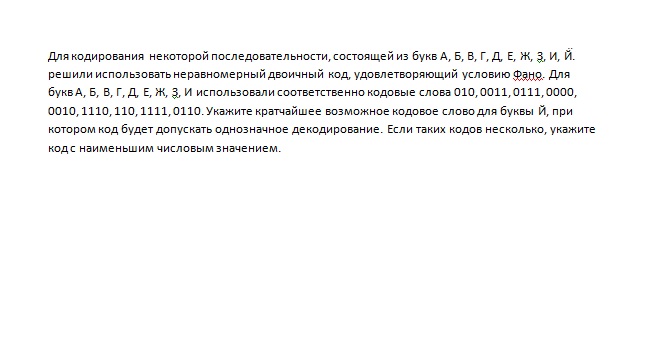 Для кодирования некоторой последовательности, состоящей из букв А, Б, В, Г, Д, Е, Ж, З, И, Й.
решили использовать неравномерный двоичный код, удовлетворяющий условию Фано. Для
букв А, Б, В, Г, Д, Е, Ж, З, И использовали соответственно кодовые слова 010, 0011, 0111, 0000,
0010, 1110, 110, 1111, 0110. Укажите кратчайшее возможное кодовое слово для буквы Й, при
котором код будет допускать однозначное декодирование. Если таких кодов несколько, укажите
код с наименьшим числовым значением.